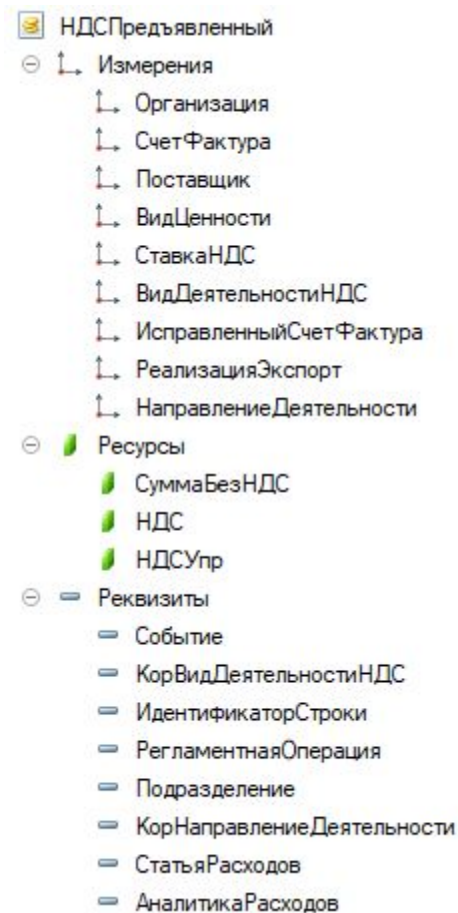 НДСПредъявленный
Измерения
Организация
СчетФактура
Поставщик
ВидЦенности
СтавкаНДС
ВидДеятельностиНДС
ИсправленныйСчетФактура
РеализацияЭкспорт
НаправлениеДеятельности
Ресурсы
СуммаБезНДС
НДС
НДСУпр
Реквизиты
Событие
КорВидДеятельностиНДС
ИдентификаторСтроки
РегламентнаяОперация
Подразделение
КорНаправлениеДеятельности
СтатьяРасходов
АналитикаРасходов